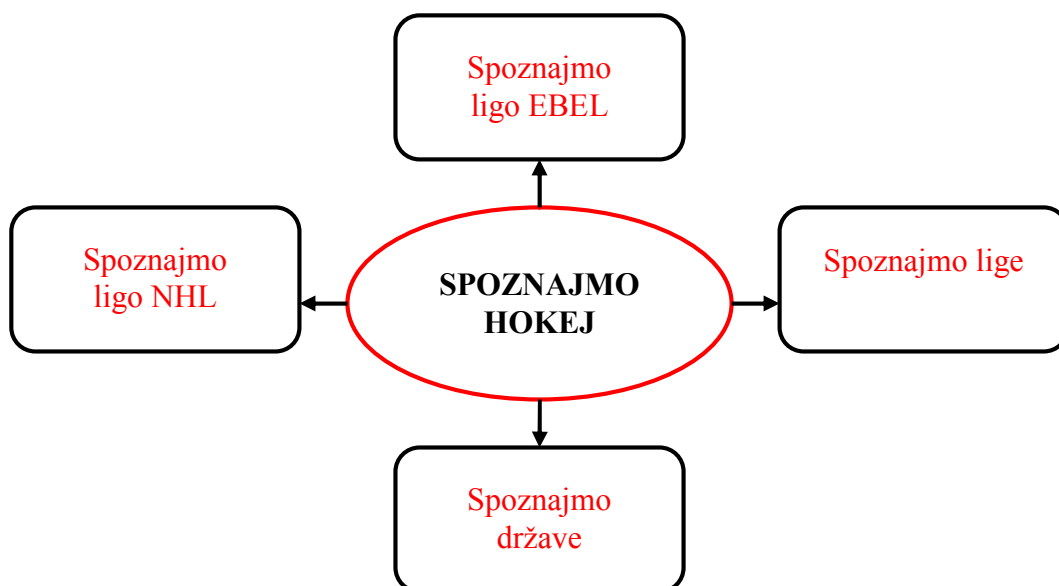 Spoznajmo
ligo EBEL
Spoznajmo
ligo NHL
SPOZNAJMO
HOKEJ
Spoznajmo lige
Spoznajmo
države